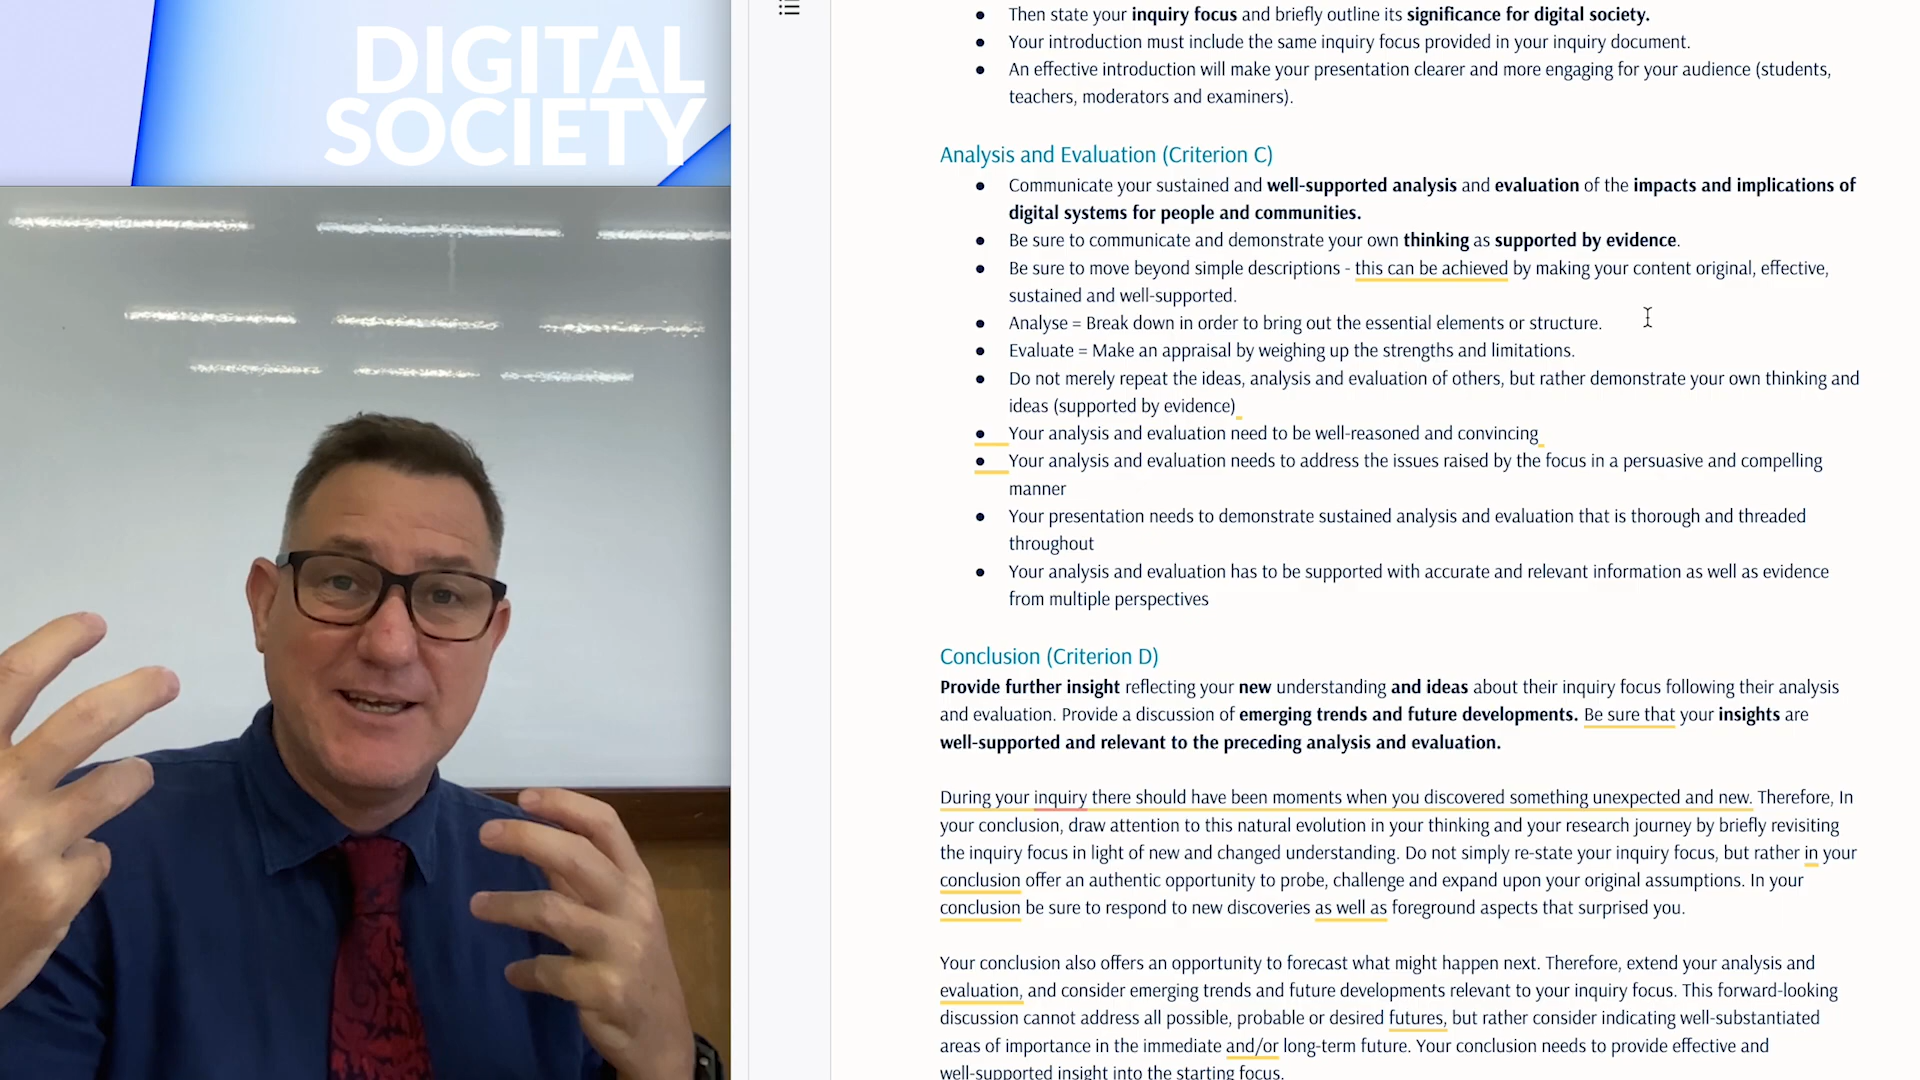 DIGITAL
SOCIETY
● Then state your inquiry focus and briefly outline its significance for digital society.
● Your introduction must include the same inquiry focus provided in your inquiry document.
● An effective introduction will make your presentation clearer and more engaging for your audience (students,
teachers, moderators and examiners).
Analysis and Evaluation (Criterion C)
● Communicate your sustained and well-supported analysis and evaluation of the impacts and implications of
digital systems for people and communities.
● Be sure to communicate and demonstrate your own thinking as supported by evidence.
● Be sure to move beyond simple descriptions - this can be achieved by making your content original, effective,
sustained and well-supported.
● Analyse = Break down in order to bring out the essential elements or structure.
● Evaluate = Make an appraisal by weighing up the strengths and limitations.
● Do not merely repeat the ideas, analysis and evaluation of others, but rather demonstrate your own thinking and
ideas (supported by evidence)
● Your analysis and evaluation need to be well-reasoned and convincing
● Your analysis and evaluation needs to address the issues raised by the focus in a persuasive and compelling
manner
● Your presentation needs to demonstrate sustained analysis and evaluation that is thorough and threaded
throughout
● Your analysis and evaluation has to be supported with accurate and relevant information as well as evidence
from multiple perspectives
Conclusion (Criterion D)
Provide further insight reflecting your new understanding and ideas about their inquiry focus following their analysis
and evaluation. Provide a discussion of emerging trends and future developments. Be sure that your insights are
well-supported and relevant to the preceding analysis and evaluation.
During your inquiry there should have been moments when you discovered something unexpected and new. Therefore, In
your conclusion, draw attention to this natural evolution in your thinking and your research journey by briefly revisiting
the inquiry focus in light of new and changed understanding. Do not simply re-state your inquiry focus, but rather in your
conclusion offer an authentic opportunity to probe, challenge and expand upon your original assumptions. In your
conclusion be sure to respond to new discoveries as well as foreground aspects that surprised you.
Your conclusion also offers an opportunity to forecast what might happen next. Therefore, extend your analysis and
evaluation, and consider emerging trends and future developments relevant to your inquiry focus. This forward-looking
discussion cannot address all possible, probable or desired futures, but rather consider indicating well-substantiated
areas of importance in the immediate and/or long-term future. Your conclusion needs to provide effective and
well-supported insight into the starting focus.